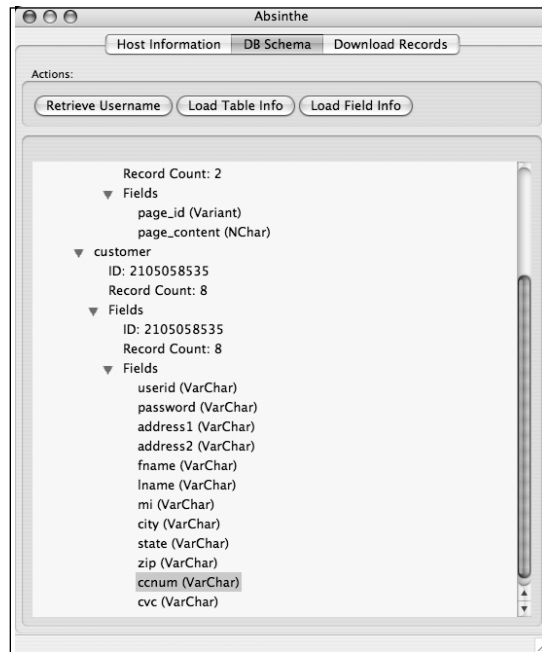 Absinthe
Host Information DB Schema Download Records
Actions:
Retrieve Username Load Table Info Load Field Info
Record Count: 2
Fields
page_id (Variant)
page_content (NChar)
customer
ID: 2105058535
Record Count: 8
Fields
ID: 2105058535
Record Count: 8
Fields
userid (VarChar)
password (VarChar)
address1 (VarChar)
address2 (VarChar)
fname (VarChar)
lname (VarChar)
mi (VarChar)
city (VarChar)
state (VarChar)
zip (VarChar)
ccnum (VarChar)
cvc (VarChar)